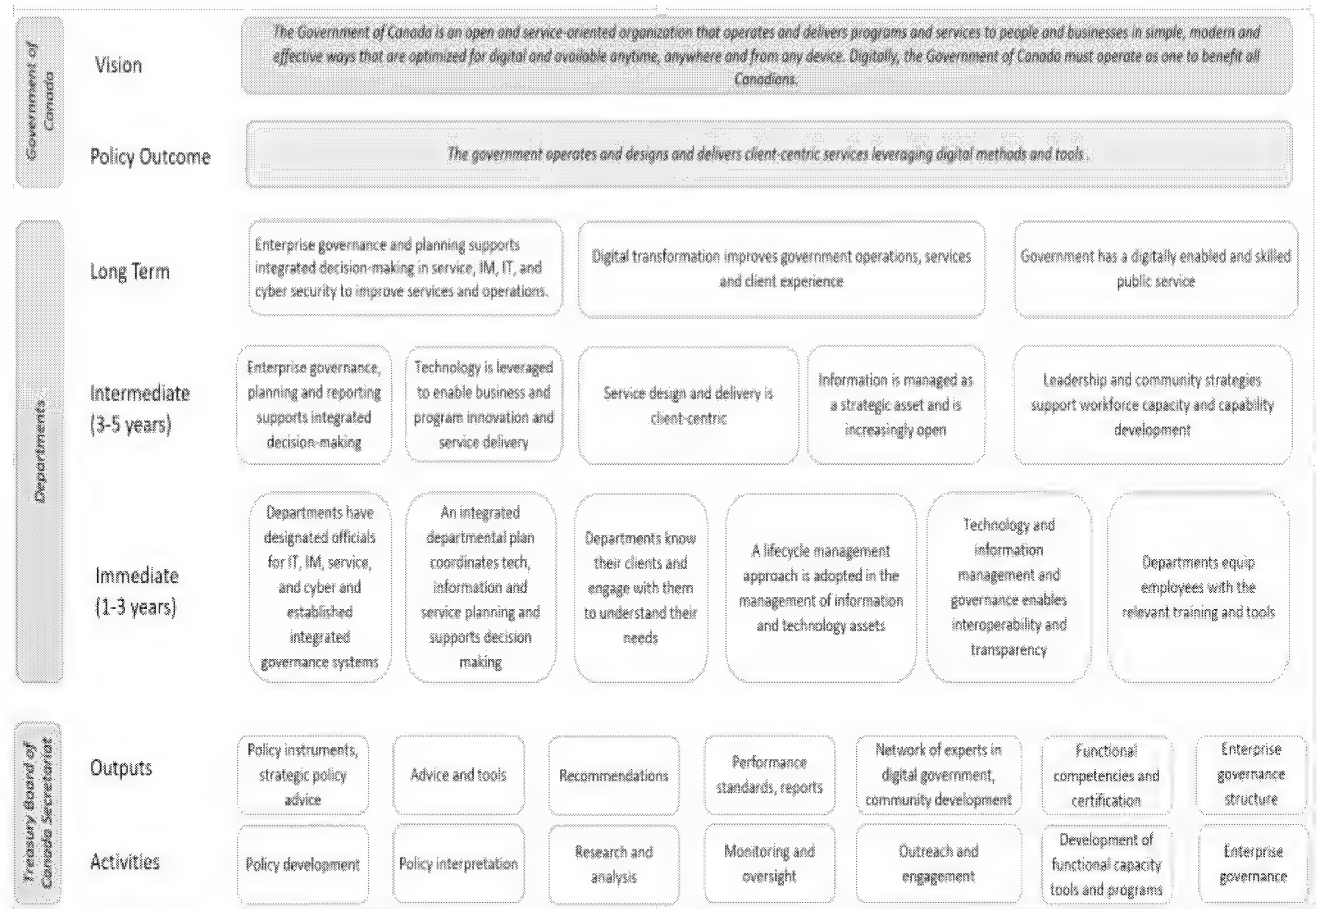 Government of
Canada
Vision
The Government of Canada is an open and service-oriented organization that operates and delivers programs and services to people and businesses in simple, modern and
effective ways that are optimized for digital and available anytime, anywhere and from any device. Digitally, the Government of Canada must operate as one to benefit all
Canadians.
Policy Outcome
The government operates and designs and delivers client-centric services leveraging digital methods and tools.
Departments
Long Term
Enterprise governance and planning supports
integrated decision-making in service, IM, IT, and
cyber security to improve services and operations.
Digital transformation improves government operations, services
and client experience
Government has a digitally enabled and skilled
public service
Intermediate
(3-5 years)
Enterprise governance,
planning and reporting
supports integrated
decision-making
Technology is leveraged
to enable business and
program innovation and
service delivery
Service design and delivery is
client-centric
Information is managed as
a strategic asset and is
increasingly open
Leadership and community strategies
support workforce capacity and capability
development
Immediate
(1-3 years)
Departments have
designated officials
for IT, IM, service,
and cyber and
established
integrated
governance systems
An integrated
departmental plan
coordinates tech,
information and
service planning and
supports decision
making
Departments know
their clients and
engage with them
to understand their
needs
A lifecycle management
approach is adopted in the
management of information
and technology assets
Technology and
information
management and
governance enables
interoperability and
transparency
Departments equip
employees with the
relevant training and tools
Treasury Board of
Canada Secretariat
Outputs
Policy instruments,
strategic policy
advice
Advice and tools
Recommendations
Performance
standards, reports
Network of experts in
digital government,
community development
Functional
competencies and
certification
Enterprise
governance
structure
Activities
Policy development
Policy interpretation
Research and
analysis
Monitoring and
oversight
Outreach and
engagement
Development of
functional capacity
tools and programs
Enterprise
governance